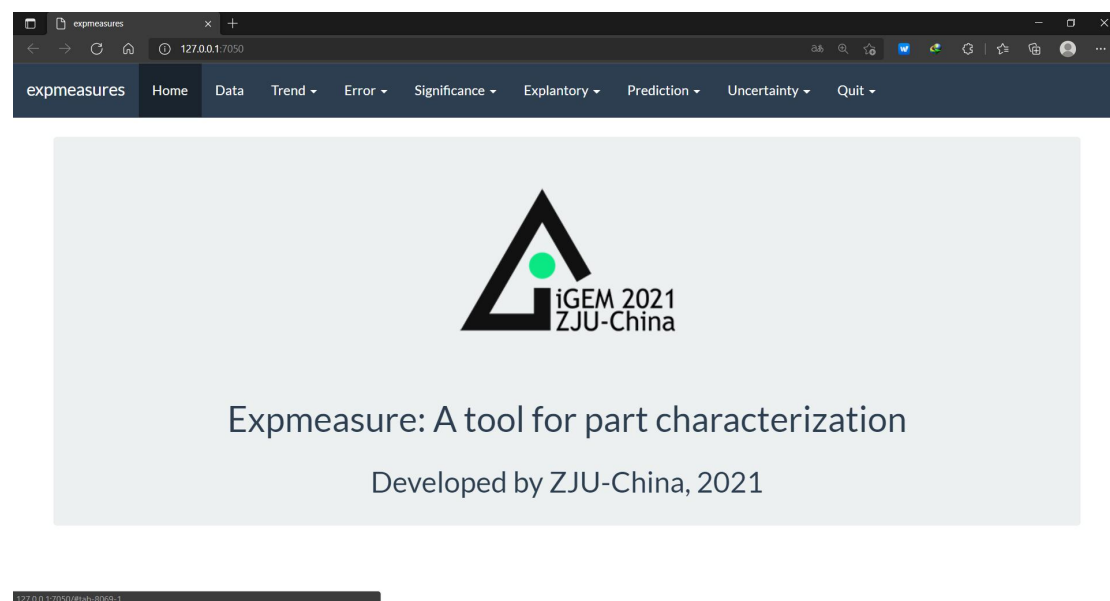 expmeasures
127.0.0.1:7050
expmeasures Home Data Trend Error Significance Explantory Prediction Uncertainty Quit
iGEM 2021
ZJU-China
Expmeasure: A tool for part characterization
Developed by ZJU-China, 2021
127.0.0.1:7050/#tab-8069-1